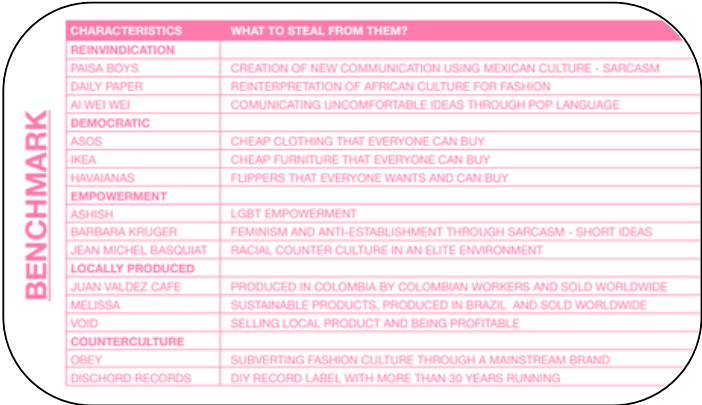 BENCHMARK
CHARACTERISTICS WHAT TO STEAL FROM THEM?
REINVINDICATION
PAISA BOYS CREATION OF NEW COMMUNICATION USING MEXICAN CULTURE - SARCASM
DAILY PAPER REINTERPRETATION OF AFRICAN CULTURE FOR FASHION
AI WEI WEI COMUNICATING UNCOMFORTABLE IDEAS THROUGH POP LANGUAGE
DEMOCRATIC
ASOS CHEAP CLOTHING THAT EVERYONE CAN BUY
IKEA CHEAP FURNITURE THAT EVERYONE CAN BUY
HAVAIANAS FLIPPERS THAT EVERYONE WANTS AND CAN BUY
EMPOWERMENT
ASHISH LGBT EMPOWERMENT
BARBARA KRUGER FEMINISM AND ANTI-ESTABLISHMENT THROUGH SARCASM - SHORT IDEAS
JEAN MICHEL BASQUIAT RACIAL COUNTER CULTURE IN AN ELITE ENVIRONMENT
LOCALLY PRODUCED
JUAN VALDEZ CAFE PRODUCED IN COLOMBIA BY COLOMBIAN WORKERS AND SOLD WORLDWIDE
MELISSA SUSTAINABLE PRODUCTS, PRODUCED IN BRAZIL AND SOLD WORLDWIDE
VOID SELLING LOCAL PRODUCT AND BEING PROFITABLE
COUNTERCULTURE
OBEY SUBVERTING FASHION CULTURE THROUGH A MAINSTREAM BRAND
DISCHORD RECORDS DIY RECORD LABEL WITH MORE THAN 30 YEARS RUNNING